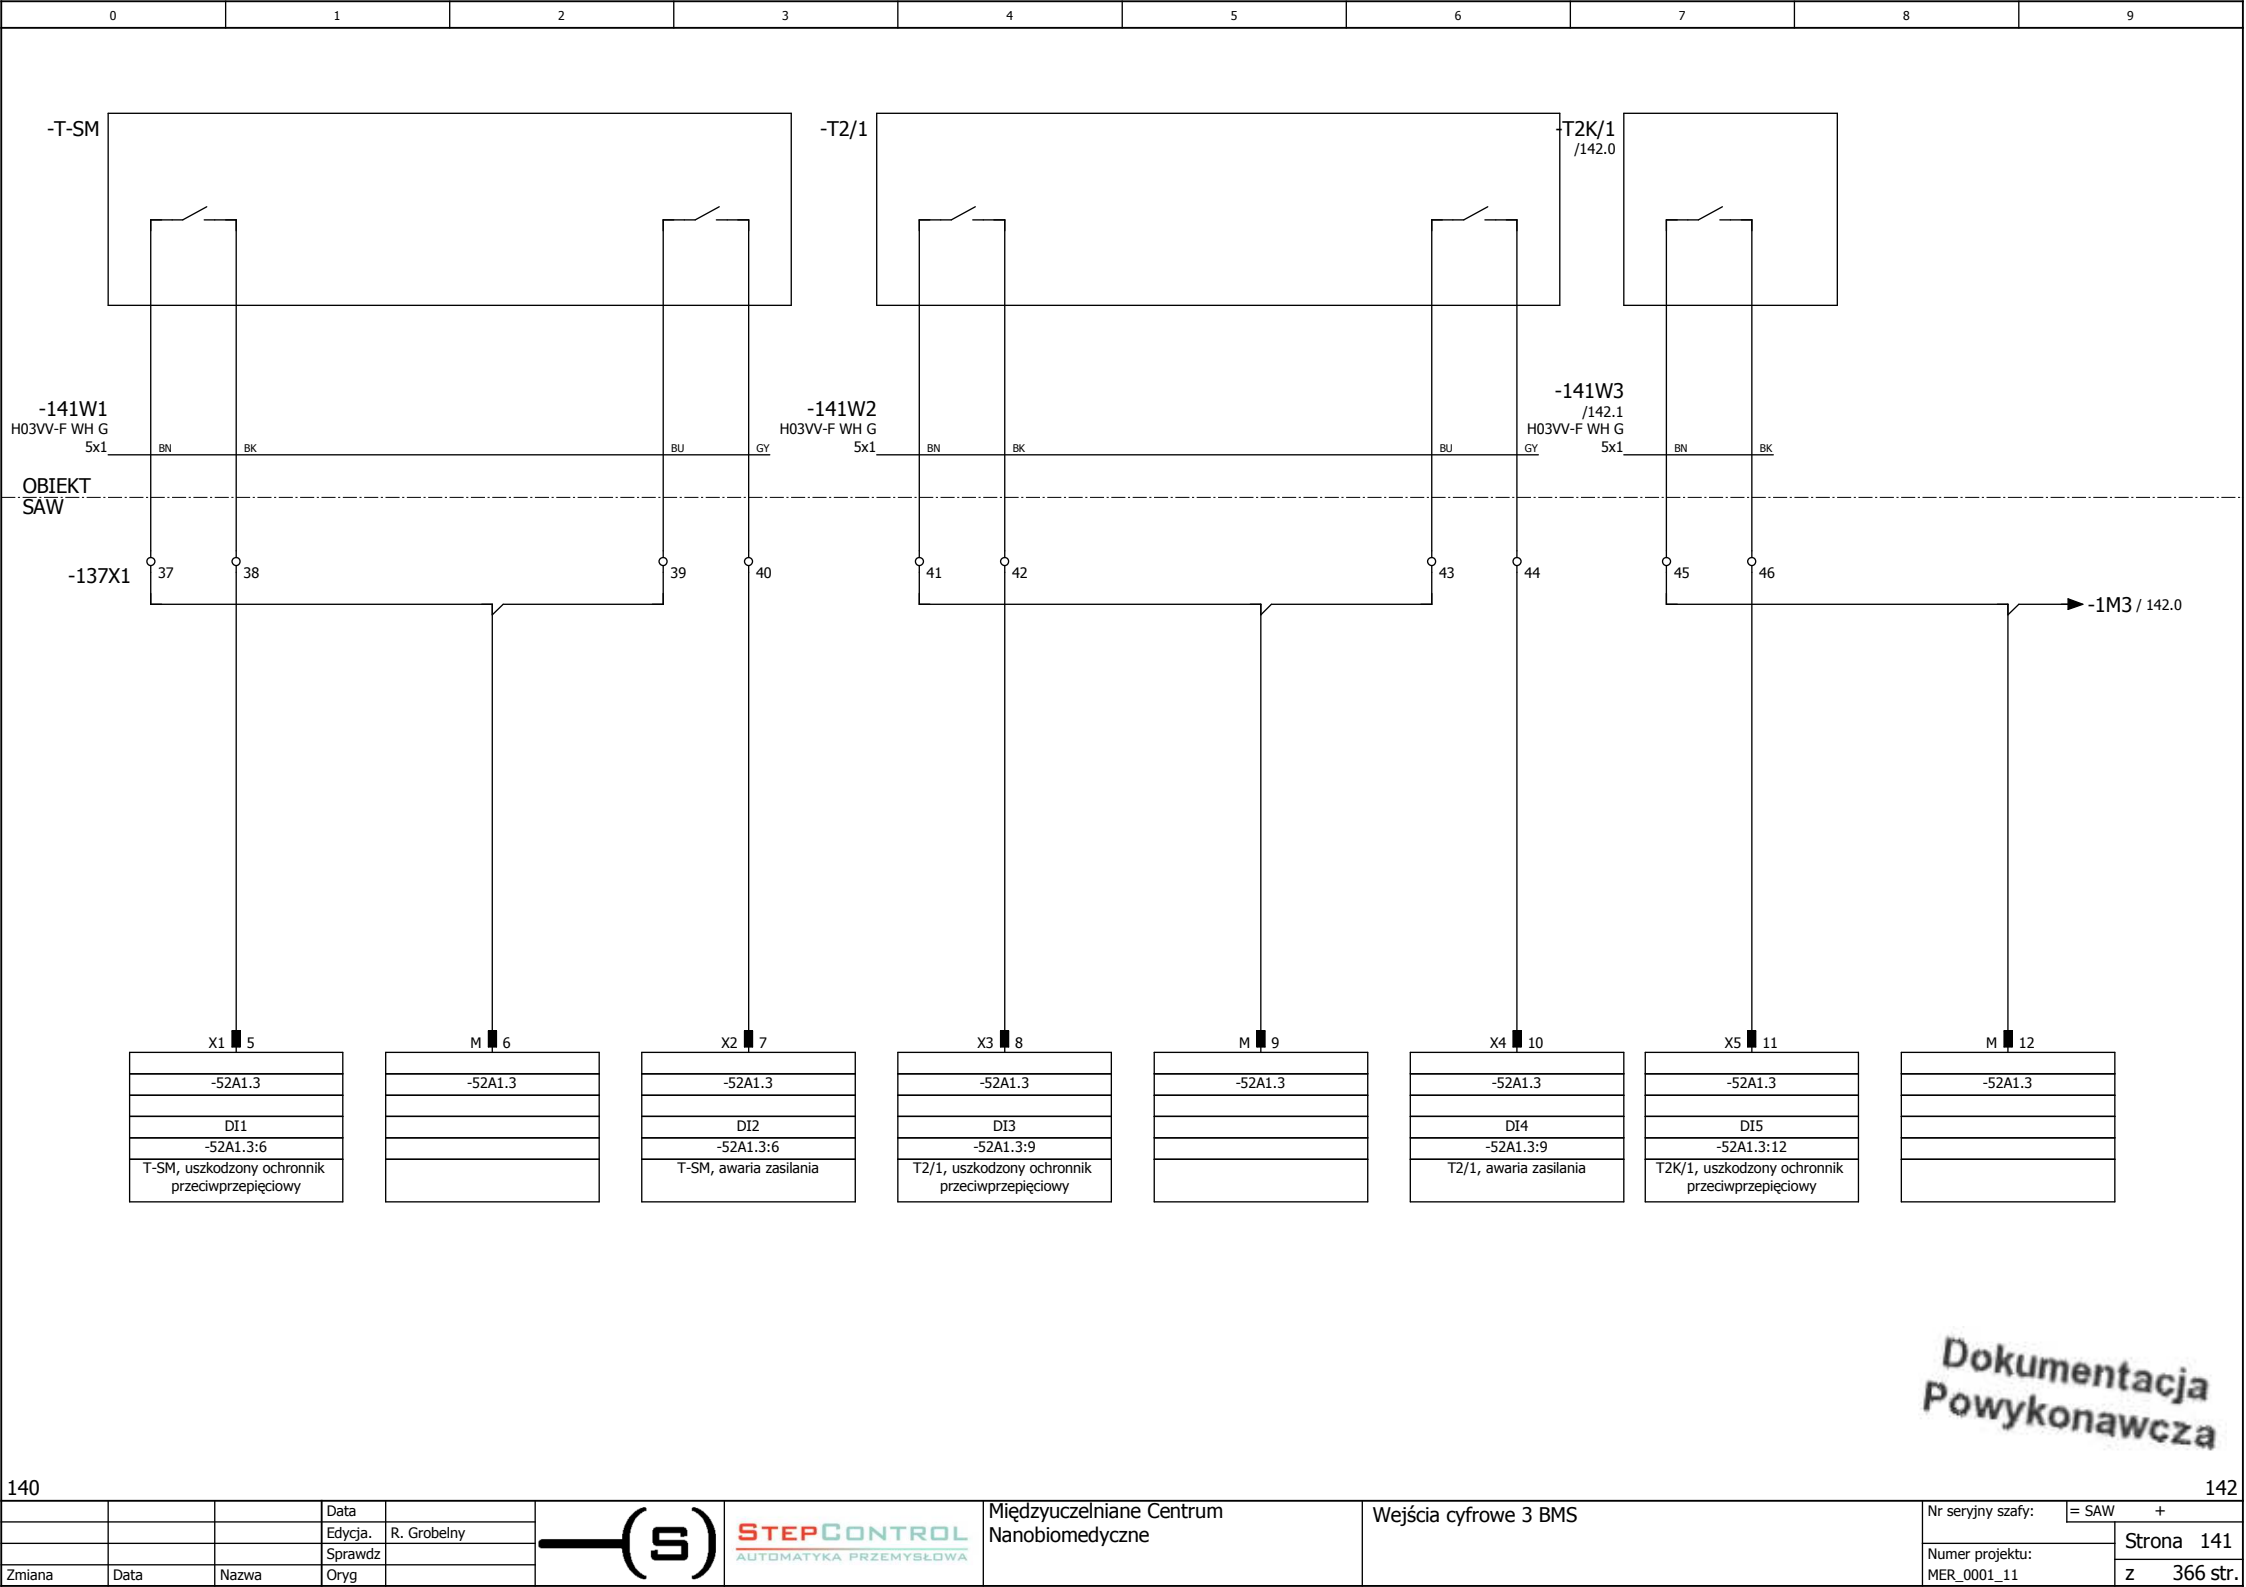 0 1 2 3 4 5 6 7 8 9
-T-SM
-T2/1
-T2K/1
/142.0
-141W1
H03VV-F WH G
5x1
BN BK BU GY
-141W2
H03VV-F WH G
5x1
BN BK BU GY
-141W3
/142.1
H03VV-F WH G
5x1
BN BK
OBIEKT
SAW
-137X1
37 38 39 40 41 42 43 44 45 46
-1M3 / 142.0
X1 5
-52A1.3
DI1
-52A1.3:6
T-SM, uszkodzony ochronnik
przeciwprzepięciowy
M 6
-52A1.3
X2 7
-52A1.3
DI2
-52A1.3:6
T-SM, awaria zasilania
X3 8
-52A1.3
DI3
-52A1.3:9
T2/1, uszkodzony ochronnik
przeciwprzepięciowy
M 9
-52A1.3
X4 10
-52A1.3
DI4
-52A1.3:9
T2/1, awaria zasilania
X5 11
-52A1.3
DI5
-52A1.3:12
T2K/1, uszkodzony ochronnik
przeciwprzepięciowy
M 12
-52A1.3
Dokumentacja
Powykonawcza
140
142
Zmiana Data Nazwa
Data
Edycja. R. Grobelny
Sprawdz
Oryg
S
STEPCONTROL
AUTOMATYKA PRZEMYSŁOWA
Międzyuczelniane Centrum
Nanobiomedyczne
Wejścia cyfrowe 3 BMS
Nr seryjny szafy:
Numer projektu:
MER_0001_11
= SAW +
Strona 141
z 366 str.